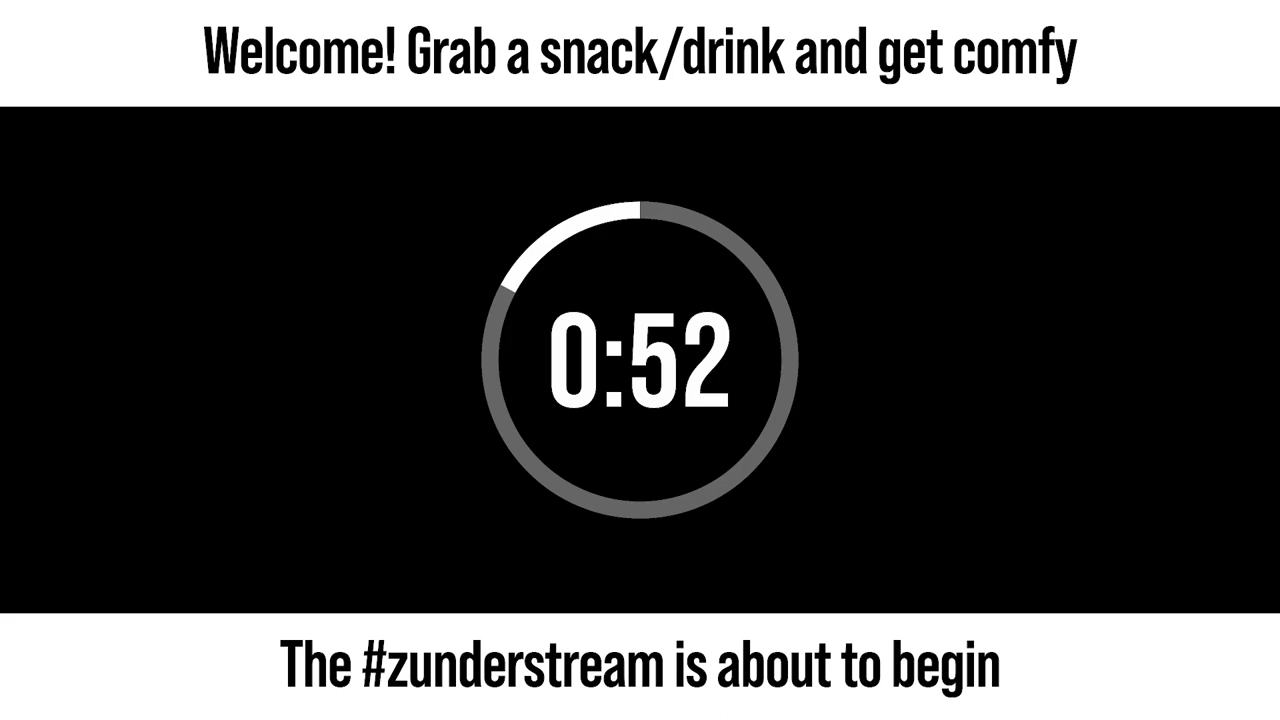 Welcome! Grab a snack/drink and get comfy
0:52
The #zunderstream is about to begin